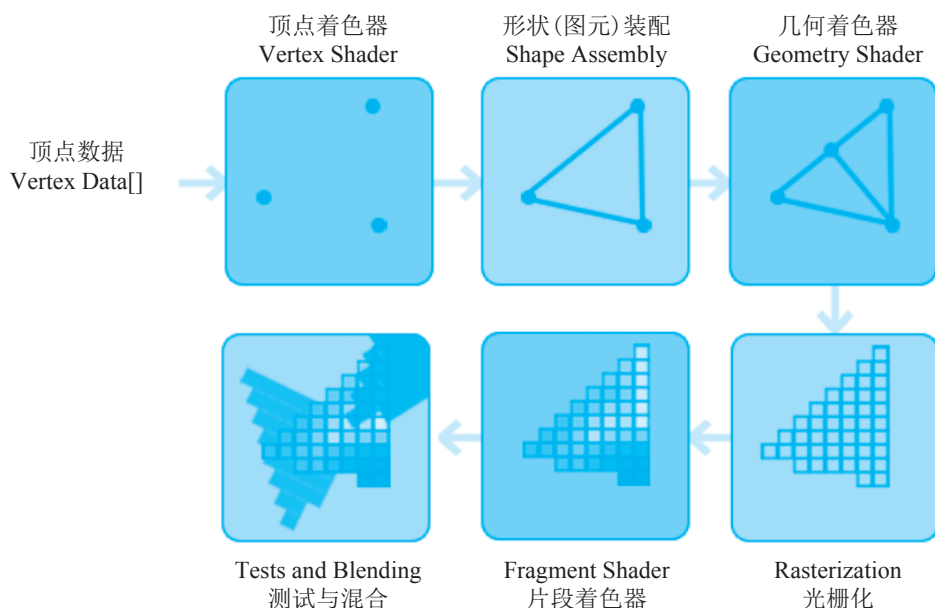 顶点着色器
Vertex Shader
形状(图元)装配
Shape Assembly
几何着色器
Geometry Shader
顶点数据
Vertex Data[]
Tests and Blending
测试与混合
Fragment Shader
片段着色器
Rasterization
光栅化